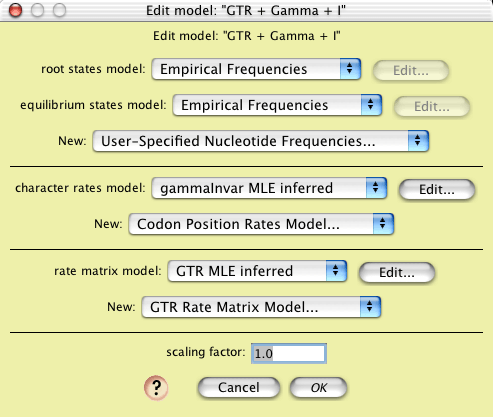 Edit model: "GTR + Gamma + I"
Edit model: "GTR + Gamma + I"
root states model: Empirical Frequencies Edit...
equilibrium states model: Empirical Frequencies Edit...
New: User-Specified Nucleotide Frequencies...
character rates model: gammaInvar MLE inferred Edit...
New: Codon Position Rates Model...
rate matrix model: GTR MLE inferred Edit...
New: GTR Rate Matrix Model...
scaling factor: 1.0
? Cancel OK